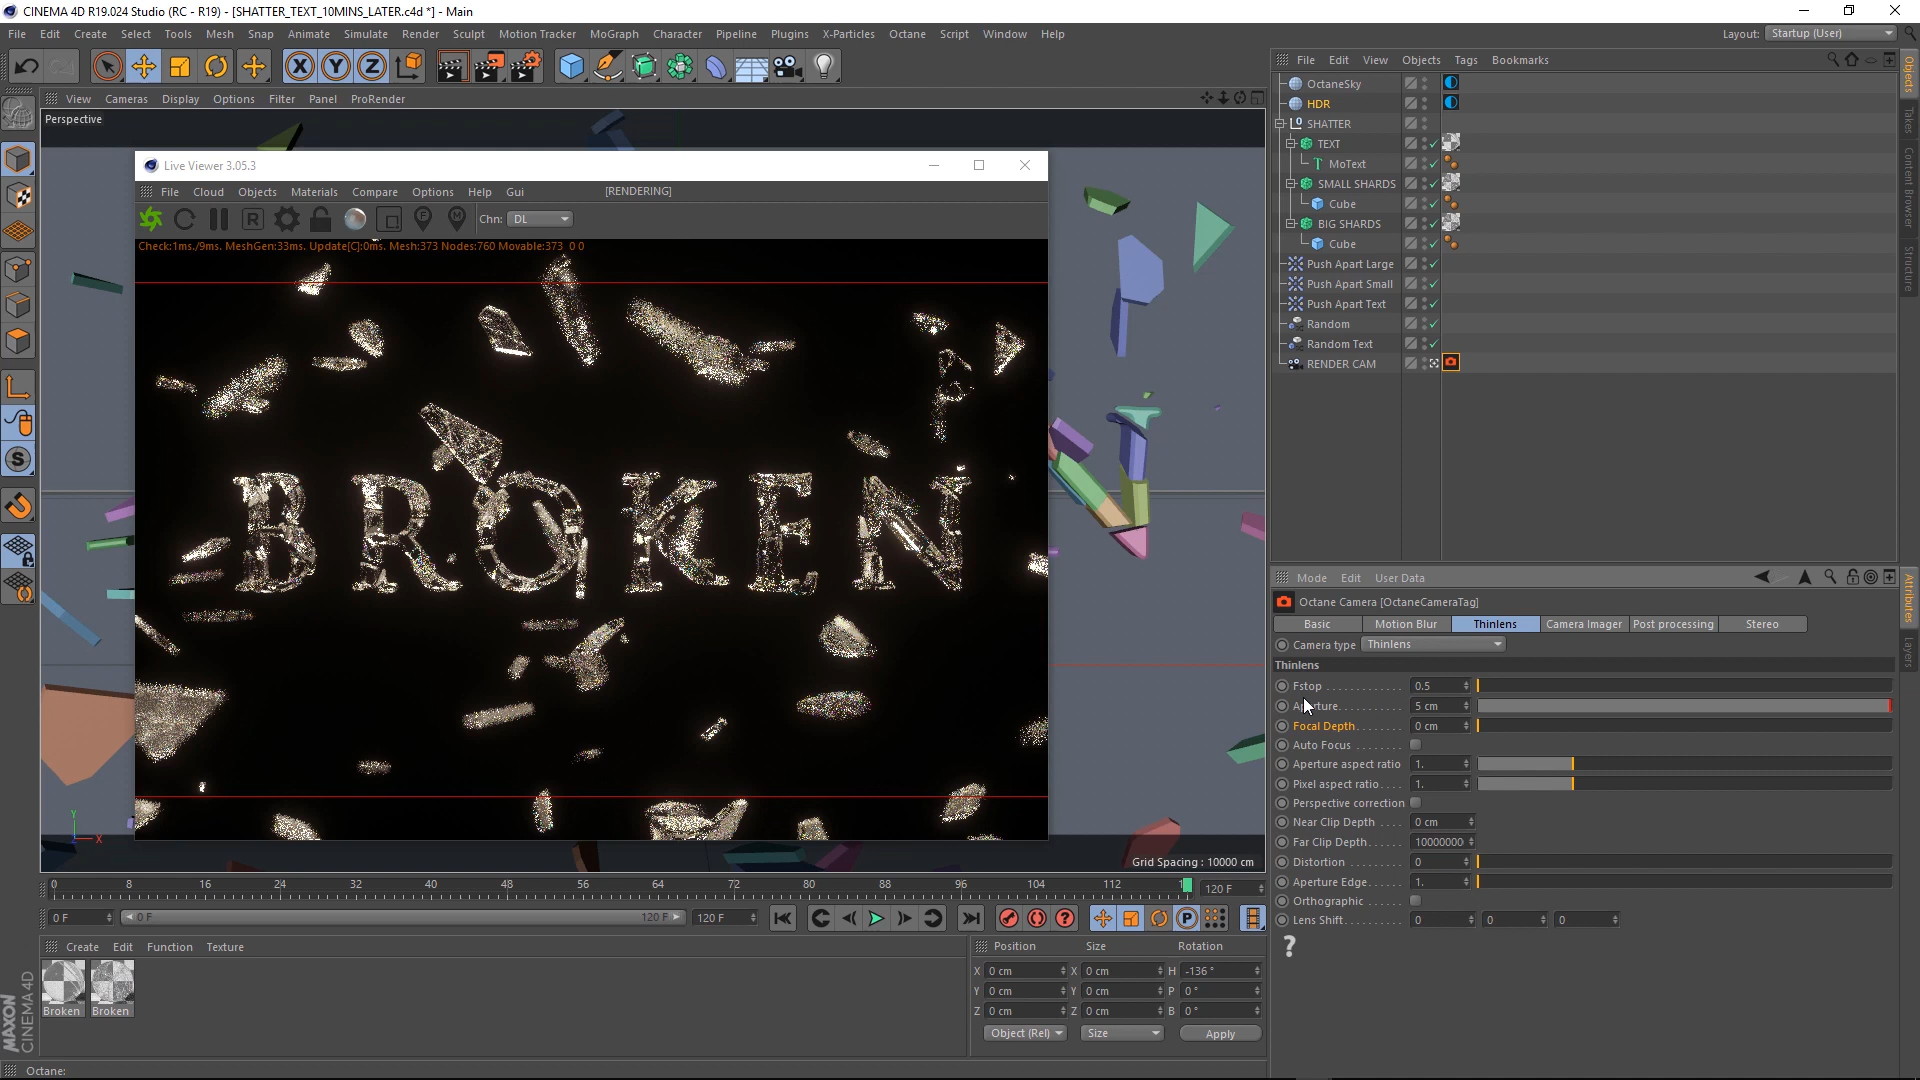 CINEMA 4D R19.024 Studio (RC - R19) - [SHATTER_TEXT_10MINS_LATER.c4d *] - Main
File Edit Create Select Tools Mesh Snap Animate Simulate Render Sculpt Motion Tracker MoGraph Character Pipeline Plugins X-Particles Octane Script Window Help Layout: Startup (User)
File Edit View Objects Tags Bookmarks
View Cameras Display Options Filter Panel ProRender
Perspective
OctaneSky
HDR
SHATTER
TEXT
MoText
SMALL SHARDS
Cube
BIG SHARDS
Cube
Push Apart Large
Push Apart Small
Push Apart Text
Random
Random Text
RENDER CAM
Objects
Takes
Content Browser
Structure
Live Viewer 3.05.3
File Cloud Objects Materials Compare Options Help Gui [RENDERING]
Chn: DL
Check:1ms./9ms. MeshGen:33ms. Update[C]:0ms. Mesh:373 Nodes:760 Movable:373 0 0
BROKEN
Mode Edit User Data
Octane Camera [OctaneCameraTag]
Basic Motion Blur Thinlens Camera Imager Post processing Stereo
Camera type Thinlens
Thinlens
Fstop 0.5
Aperture 5 cm
Focal Depth 0 cm
Auto Focus
Aperture aspect ratio 1.
Pixel aspect ratio 1.
Perspective correction
Near Clip Depth 0 cm
Far Clip Depth 10000000
Distortion 0
Aperture Edge 1.
Orthographic
Lens Shift 0 0 0
?
Attributes
Layers
Y
X
Z
Grid Spacing : 10000 cm
0 8 16 24 32 40 48 56 64 72 80 88 96 104 112 120 F
0 F 0 F 120 F 120 F
Create Edit Function Texture
Broken Broken
Position Size Rotation
X 0 cm X 0 cm H -136 °
Y 0 cm Y 0 cm P 0 °
Z 0 cm Z 0 cm B 0 °
Object (Rel) Size Apply
MAXON
CINEMA 4D
Octane: